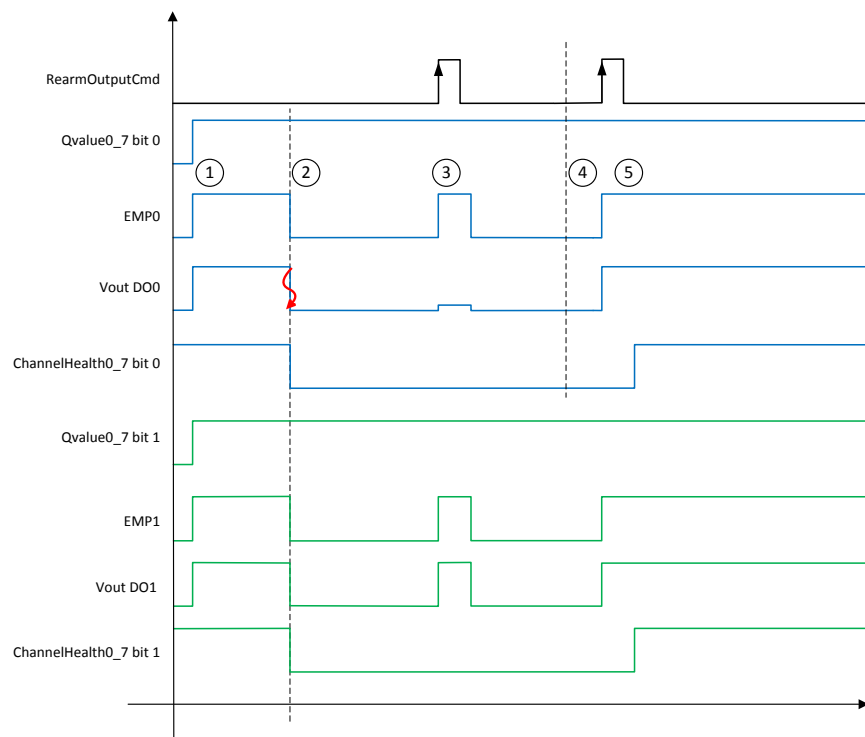 RearmOutputCmd
Qvalue0_7 bit 0
1 2 3 4 5
EMP0
Vout DO0
ChannelHealth0_7 bit 0
Qvalue0_7 bit 1
EMP1
Vout DO1
ChannelHealth0_7 bit 1